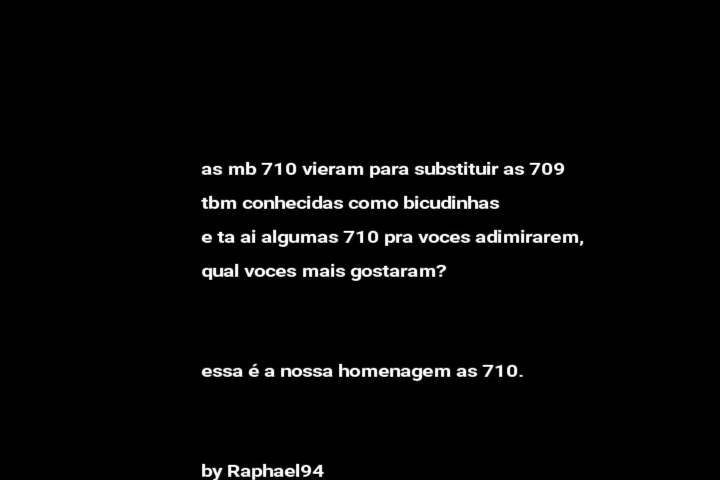 as mb 710 vieram para substituir as 709
tbm conhecidas como bicudinhas
e ta ai algumas 710 pra voces adimirarem,
qual voces mais gostaram?
essa é a nossa homenagem as 710.
by Raphael94